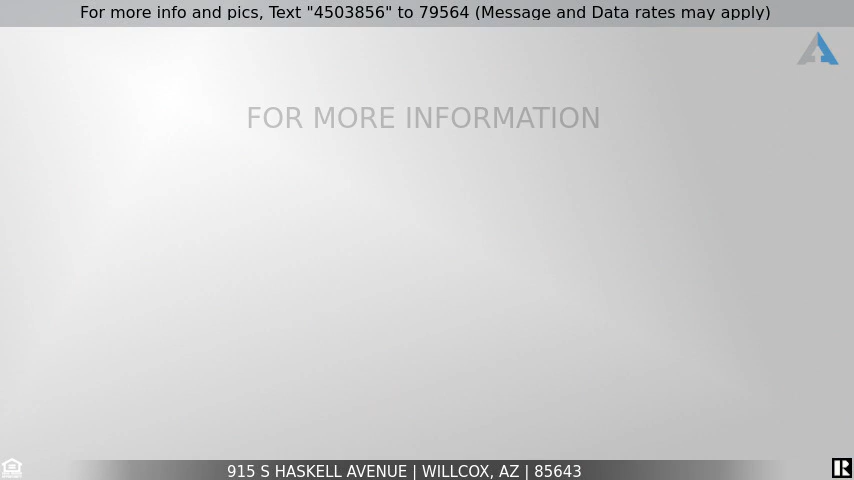 For more info and pics, Text "4503856" to 79564 (Message and Data rates may apply)
FOR MORE INFORMATION
915 S HASKELL AVENUE | WILLCOX, AZ | 85643